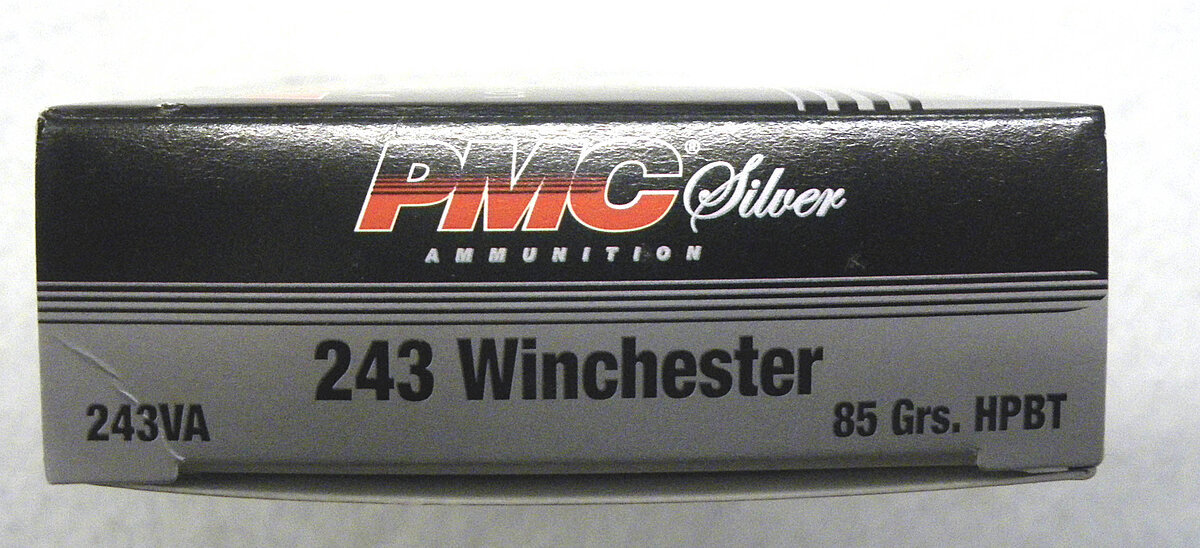 PMC® Silver
AMMUNITION
243 Winchester
243VA
85 Grs. HPBT